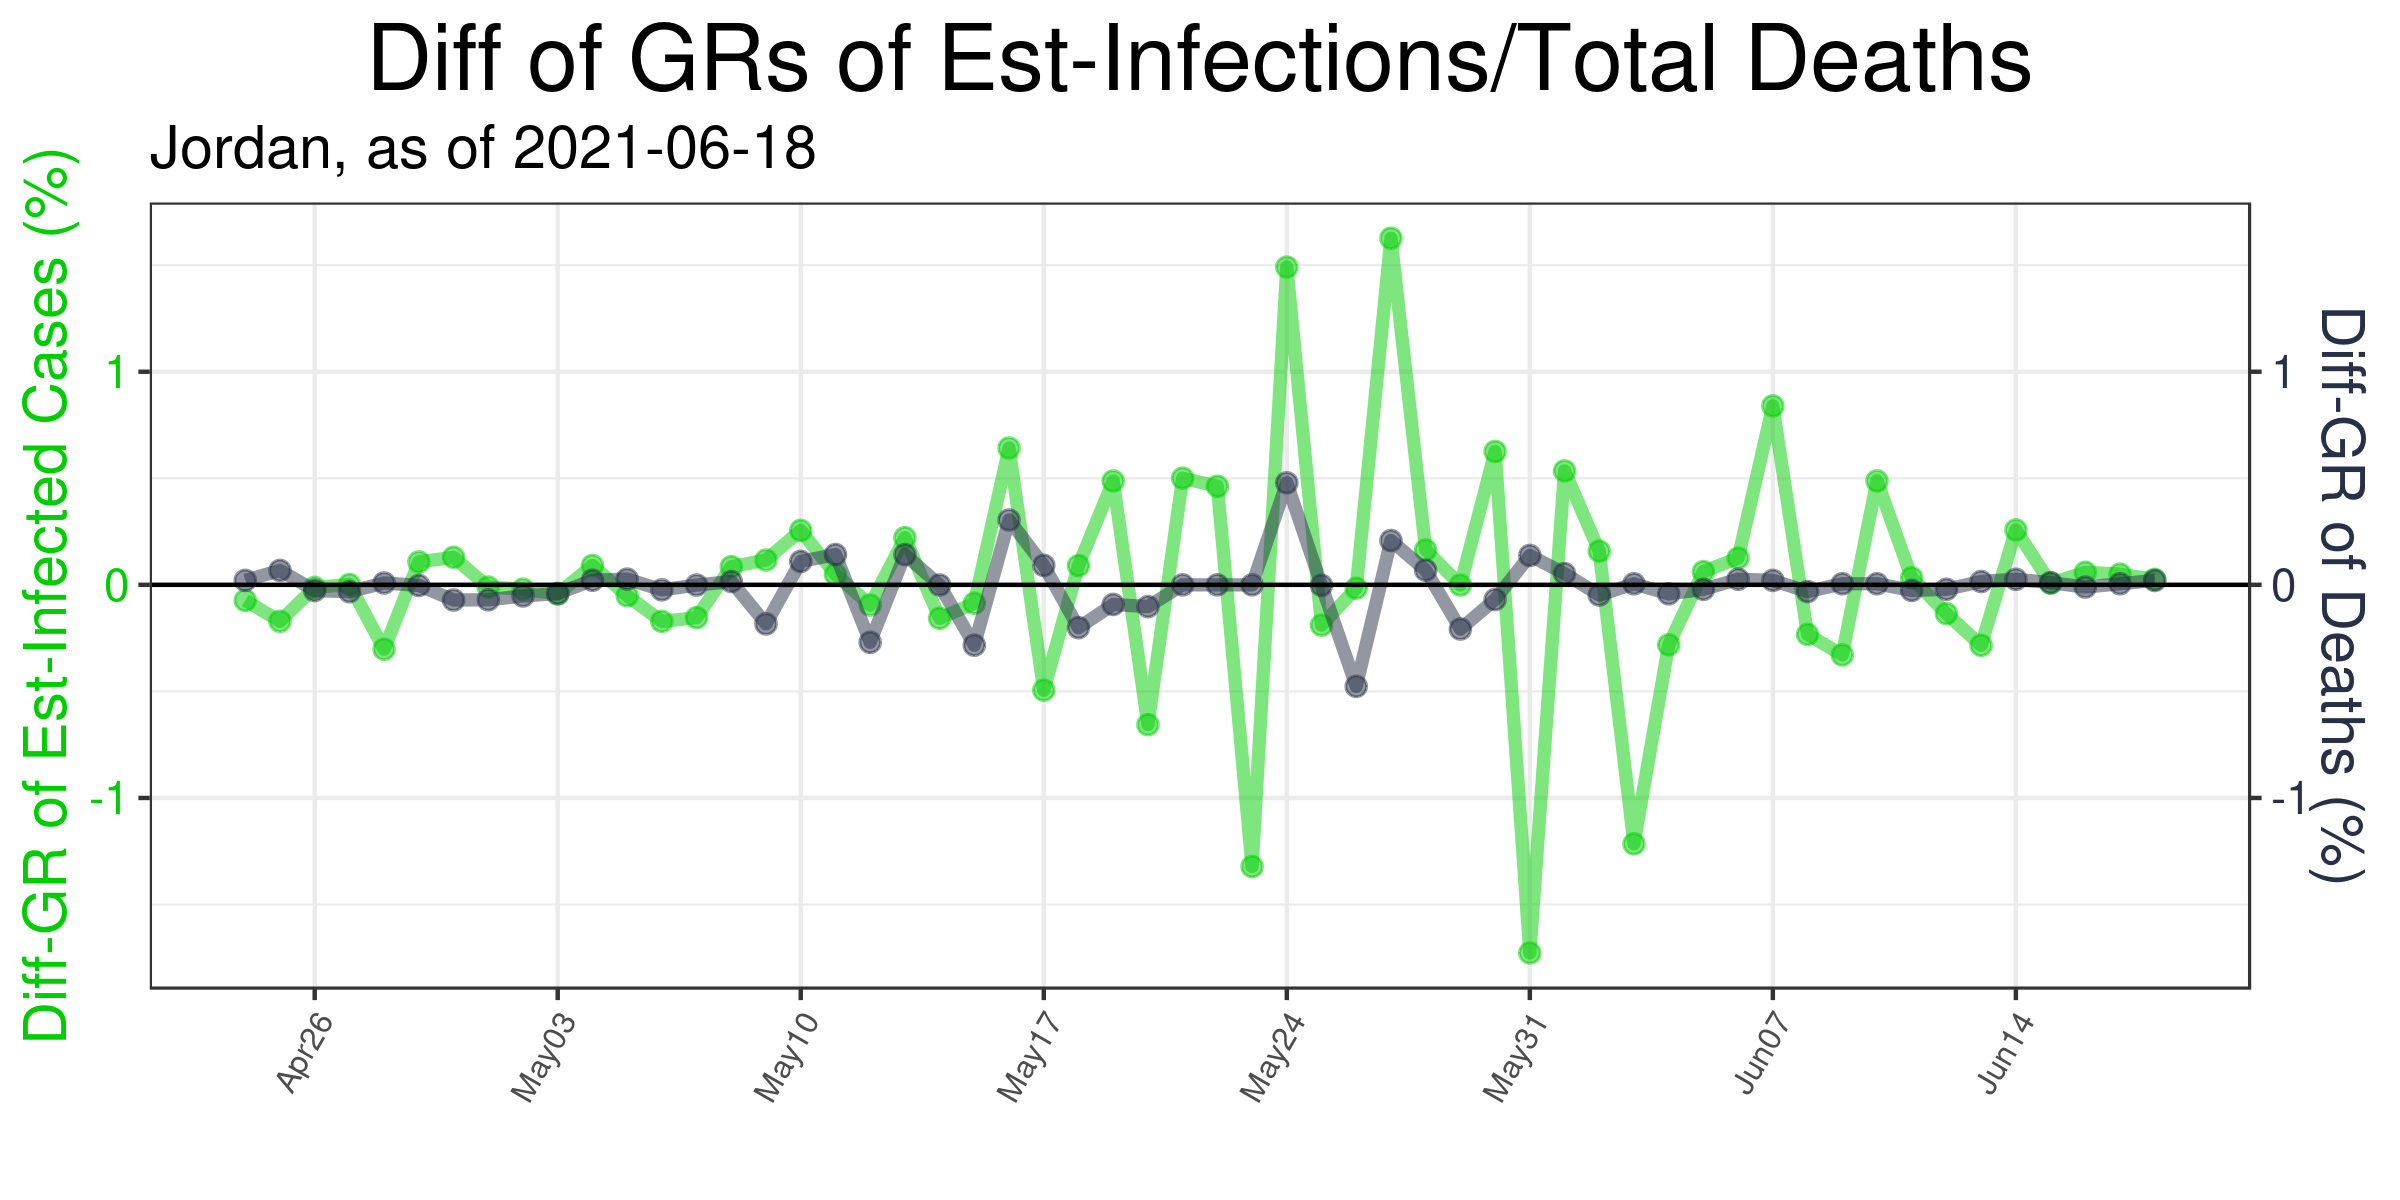 Diff of GRs of Est-Infections/Total Deaths
Jordan, as of 2021-06-18
Diff-GR of Est-Infected Cases (%)
1
0
-1
1
0
-1
Diff-GR of Deaths (%)
Apr26
May03
May10
May17
May24
May31
Jun07
Jun14